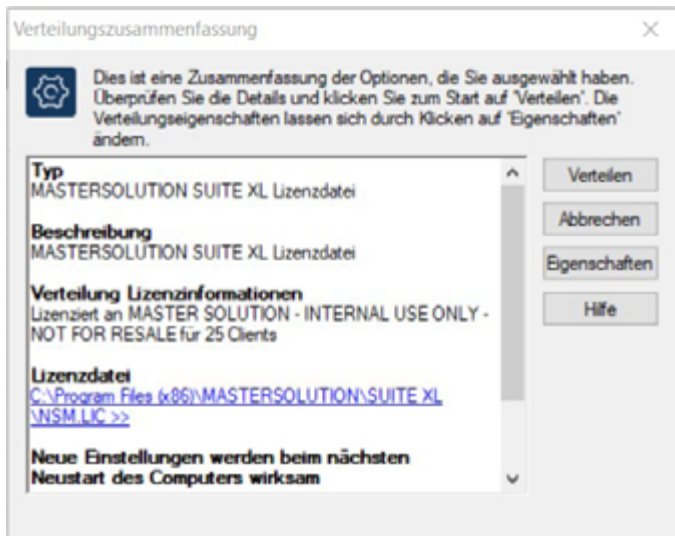 Verteilungszusammenfassung
Dies ist eine Zusammenfassung der Optionen, die Sie ausgewählt haben.
Überprüfen Sie die Details und klicken Sie zum Start auf 'Verteilen'. Die
Verteilungseigenschaften lassen sich durch Klicken auf 'Eigenschaften'
ändern.
Typ
MASTERSOLUTION SUITE XL Lizenzdatei
Beschreibung
MASTERSOLUTION SUITE XL Lizenzdatei
Verteilung Lizenzinformationen
Lizenziert an MASTER SOLUTION - INTERNAL USE ONLY -
NOT FOR RESALE für 25 Clients
Lizenzdatei
C:\Program Files (x86)\MASTERSOLUTION\SUITE XL
\NSM.LIC >>
Neue Einstellungen werden beim nächsten
Neustart des Computers wirksam
Verteilen
Abbrechen
Eigenschaften
Hilfe